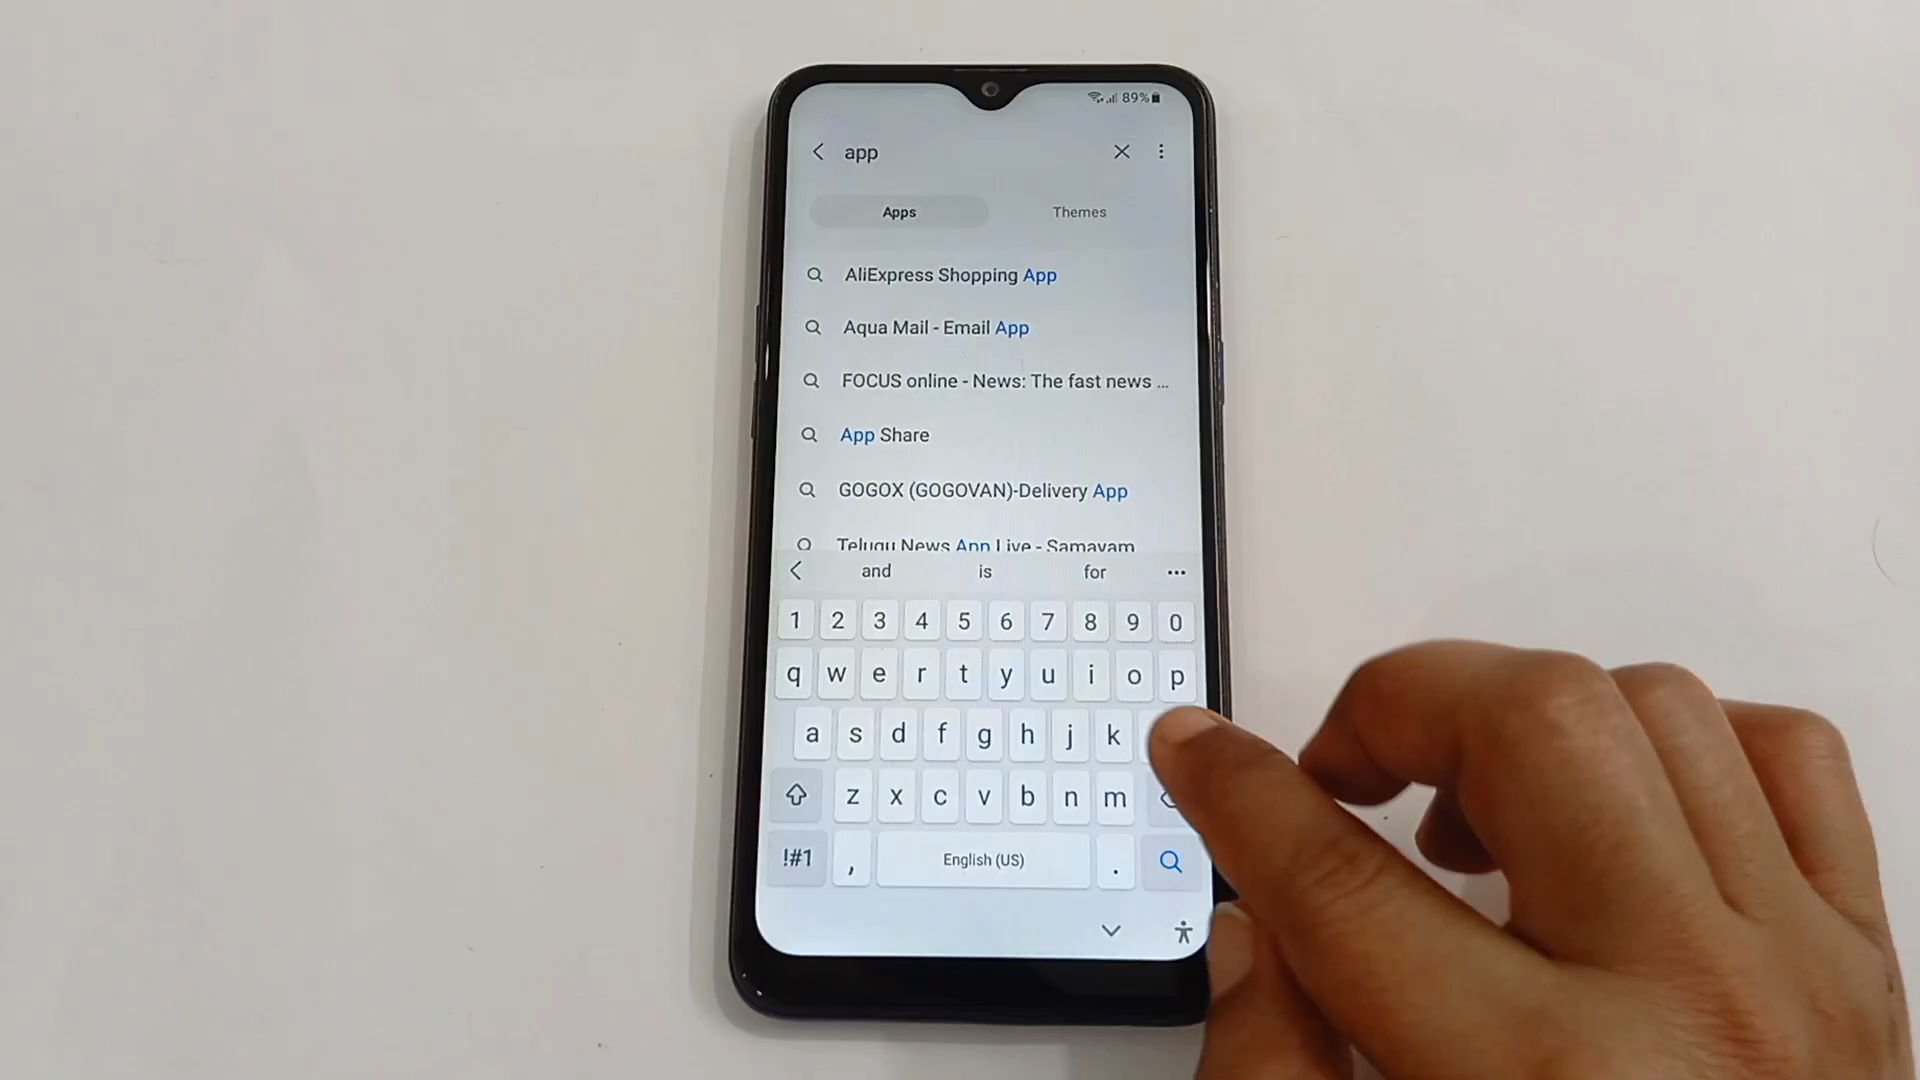 89%
app
Apps Themes
AliExpress Shopping App
Aqua Mail - Email App
FOCUS online - News: The fast news ...
App Share
GOGOX (GOGOVAN)-Delivery App
Telugu News App Live - Samayam
and is for
1 2 3 4 5 6 7 8 9 0
q w e r t y u i o p
a s d f g h j k
z x c v b n m
!#1 , English (US) .